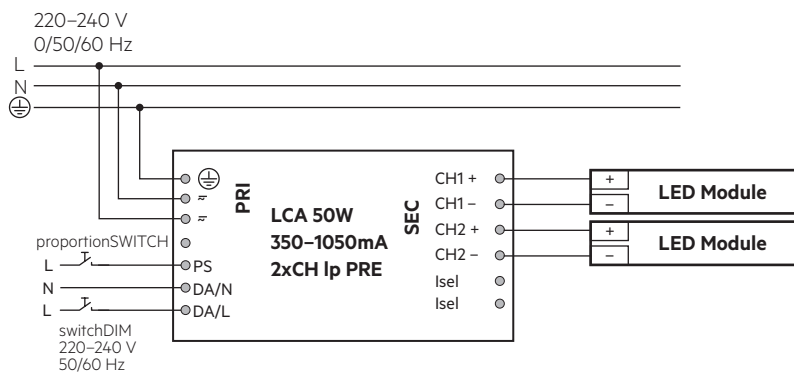 220–240 V
0/50/60 Hz
L
N
PRI
LCA 50W
350–1050mA
2xCH lp PRE
SEC
CH1 +
CH1 –
CH2 +
CH2 –
Isel
Isel
+
–
LED Module
+
–
LED Module
proportionSWITCH
L
PS
N
DA/N
L
DA/L
switchDIM
220–240 V
50/60 Hz